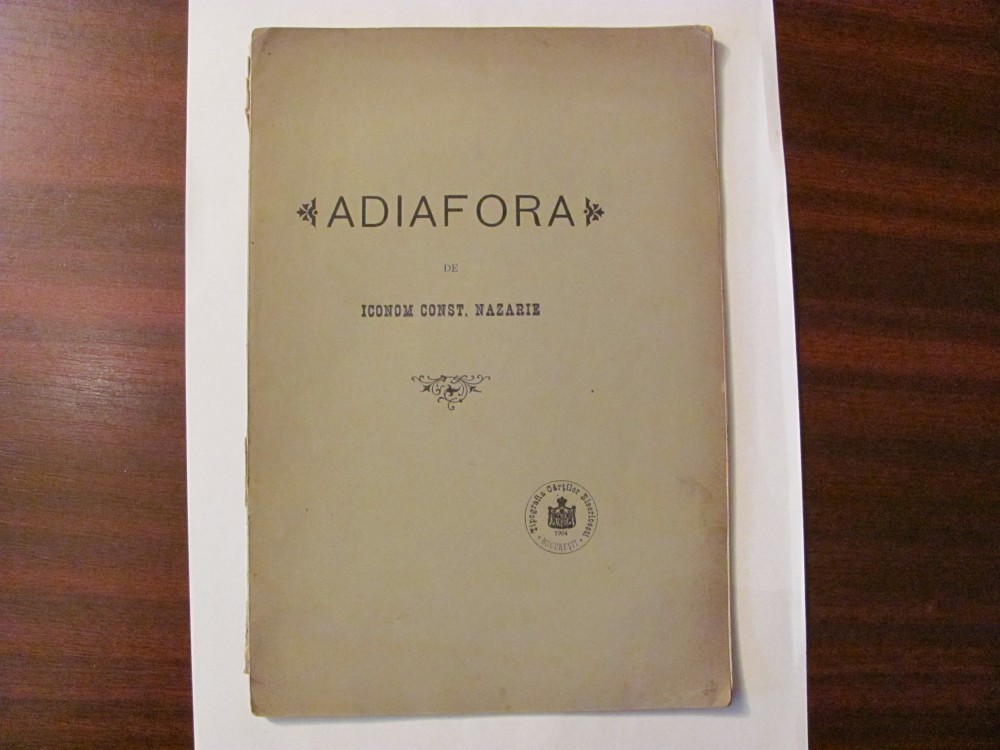 ADIAFORA
DE
ICONOM CONST. NAZARIE
Tipografia Cărților Bisericești
1904
BUCUREȘTI